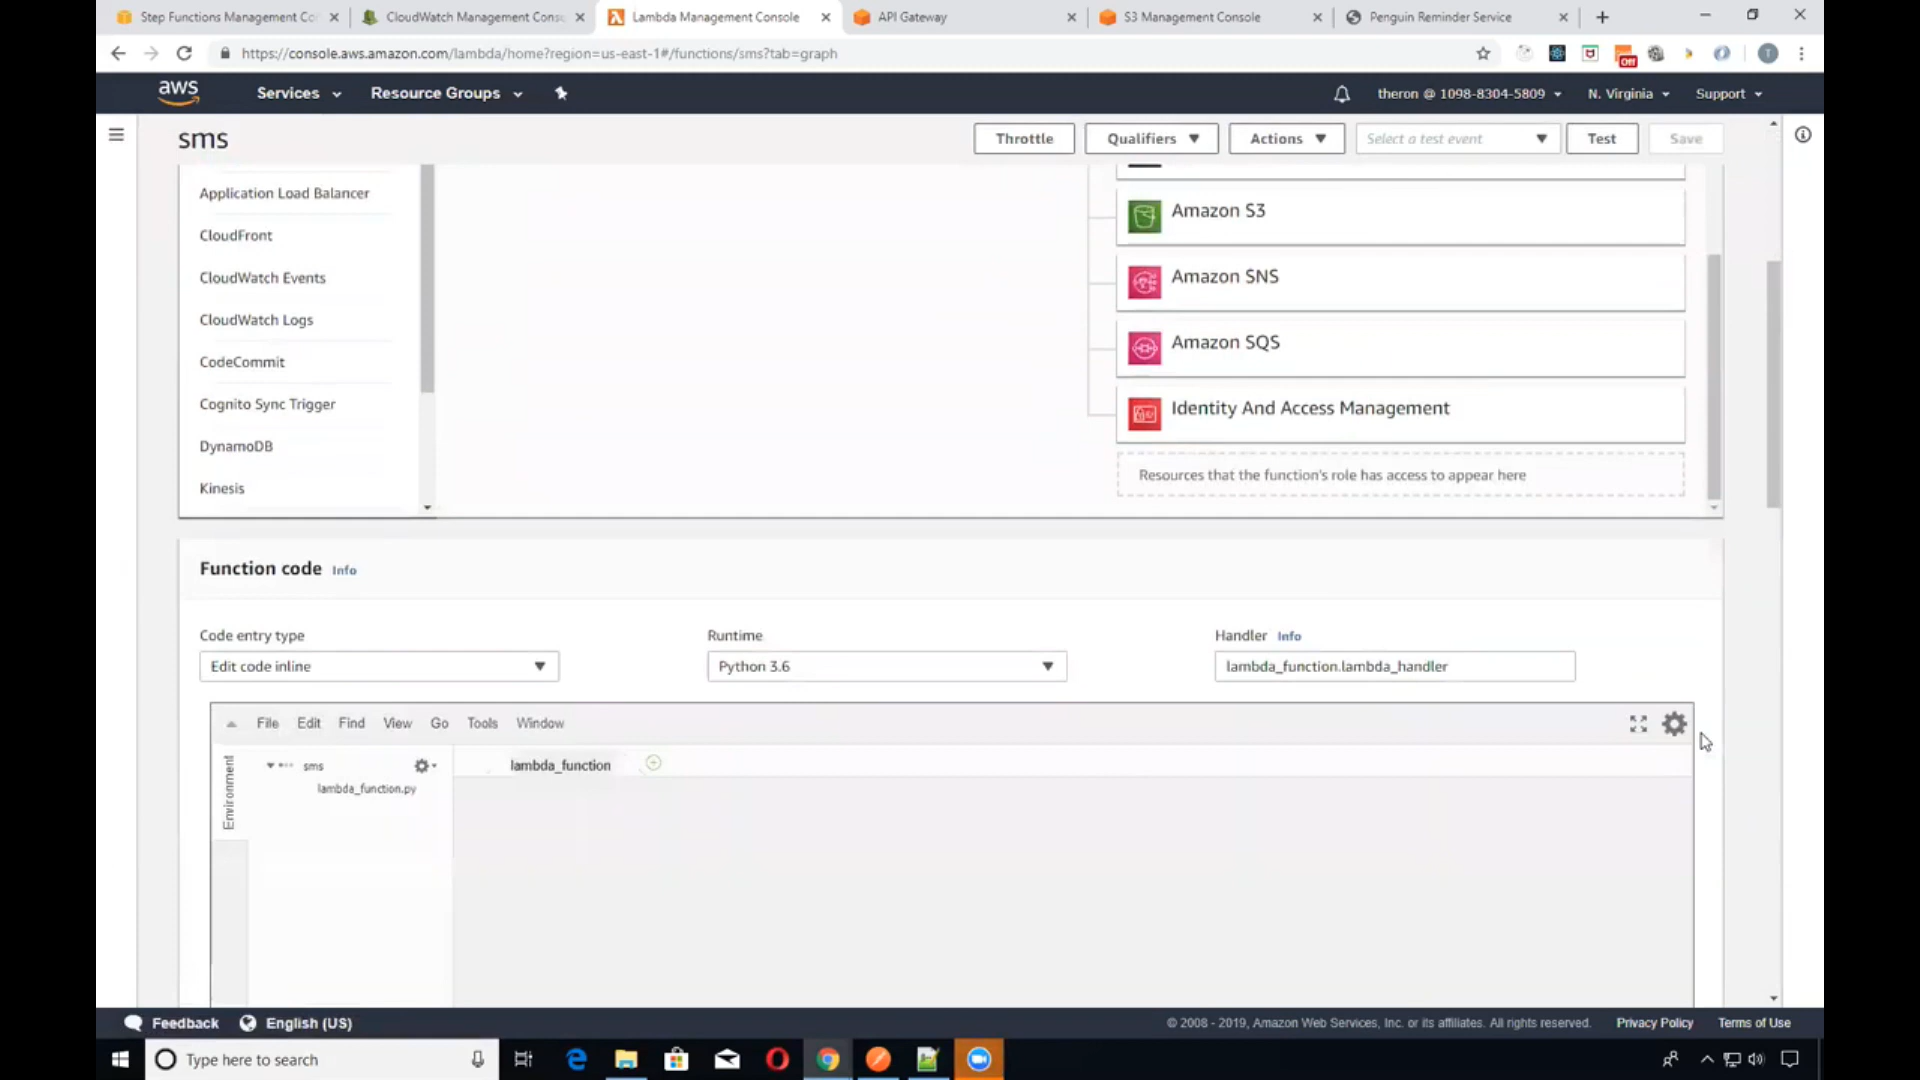 Step Functions Management Co
CloudWatch Management Cons
Lambda Management Console
API Gateway
S3 Management Console
Penguin Reminder Service
https://console.aws.amazon.com/lambda/home?region=us-east-1#/functions/sms?tab=graph
Off
T
aws
Services
Resource Groups
theron @ 1098-8304-5809
N. Virginia
Support
sms
Throttle
Qualifiers
Actions
Select a test event
Test
Save
Application Load Balancer
CloudFront
CloudWatch Events
CloudWatch Logs
CodeCommit
Cognito Sync Trigger
DynamoDB
Kinesis
Amazon S3
Amazon SNS
Amazon SQS
Identity And Access Management
Resources that the function's role has access to appear here
Function code Info
Code entry type
Edit code inline
Runtime
Python 3.6
Handler Info
lambda_function.lambda_handler
File Edit Find View Go Tools Window
Environment
sms
lambda_function.py
lambda_function
Feedback
English (US)
© 2008 - 2019, Amazon Web Services, Inc. or its affiliates. All rights reserved.
Privacy Policy
Terms of Use
Type here to search